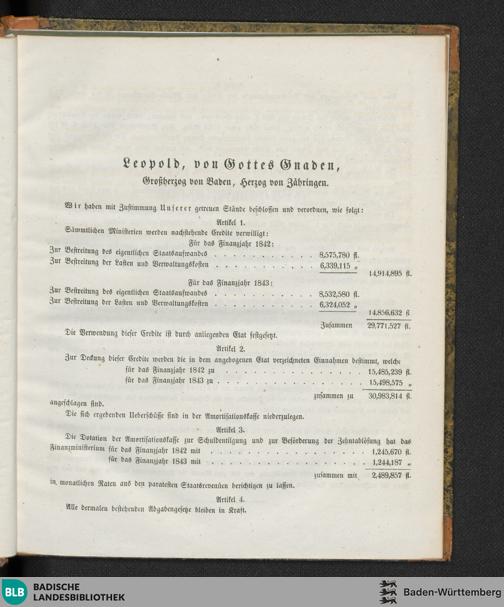 Leopold, von Gottes Gnaden,
Großherzog von Baden, Herzog von Zähringen.
Wir haben mit Zustimmung Unserer getreuen Stände beschlossen und verordnen, wie folgt:
Artikel 1.
Sämmtlichen Ministerien werden nachstehende Credite verwilligt:
Für das Finanzjahr 1842:
Zur Bestreitung des eigentlichen Staatsaufwandes . . . . . . . . . . 8,575,780 fl.
Zur Bestreitung der Lasten und Verwaltungskosten . . . . . . . . . . 6,339,115 „
14,914,895 fl.
Für das Finanzjahr 1843:
Zur Bestreitung des eigentlichen Staatsaufwandes . . . . . . . . . . 8,532,580 fl.
Zur Bestreitung der Lasten und Verwaltungskosten . . . . . . . . . . 6,324,052 „
14,856,632 fl.
Zusammen 29,771,527 fl.
Die Verwendung dieser Credite ist durch anliegenden Etat festgesetzt.
Artikel 2.
Zur Deckung dieser Credite werden die in dem angebogenen Etat verzeichneten Einnahmen bestimmt, welche
für das Finanzjahr 1842 zu . . . . . . . . . . 15,485,239 fl.
für das Finanzjahr 1843 zu . . . . . . . . . . 15,498,575 „
zusammen zu 30,983,814 fl.
angeschlagen sind.
Die sich ergebenden Ueberschüsse sind in der Amortisationskasse niederzulegen.
Artikel 3.
Die Dotation der Amortisationskasse zur Schuldentilgung und zur Beförderung der Zehntablösung hat das
Finanzministerium für das Finanzjahr 1842 mit . . . . . . . . . . 1,245,670 fl.
für das Finanzjahr 1843 mit . . . . . . . . . . 1,244,187 „
zusammen mit 2,489,857 fl.
in monatlichen Raten aus den paratesten Staatsrevenüen berichtigen zu lassen.
Artikel 4.
Alle dermalen bestehenden Abgabengesetze bleiben in Kraft.
BLB BADISCHE
LANDESBIBLIOTHEK
Baden-Württemberg